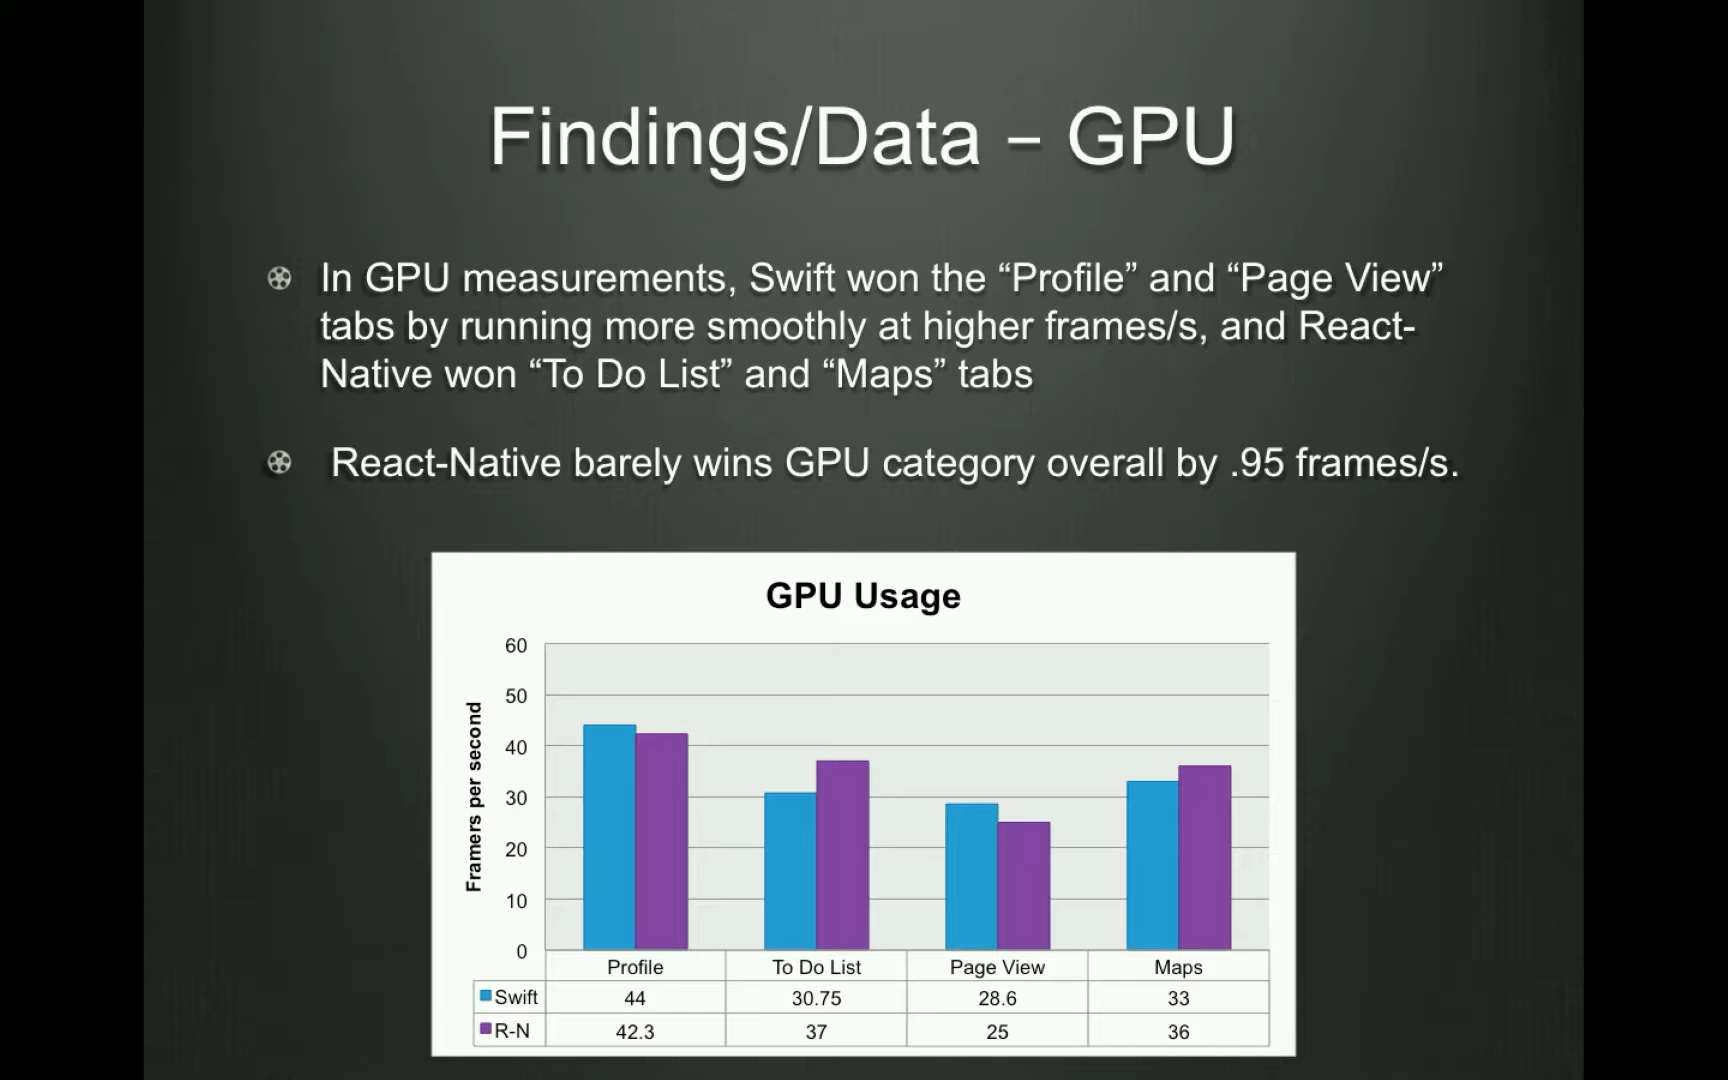 Findings/Data – GPU
In GPU measurements, Swift won the “Profile” and “Page View”
tabs by running more smoothly at higher frames/s, and React-
Native won “To Do List” and “Maps” tabs
React-Native barely wins GPU category overall by .95 frames/s.
GPU Usage
Framers per second
60
50
40
30
20
10
0
Profile To Do List Page View Maps
Swift 44 30.75 28.6 33
R-N 42.3 37 25 36